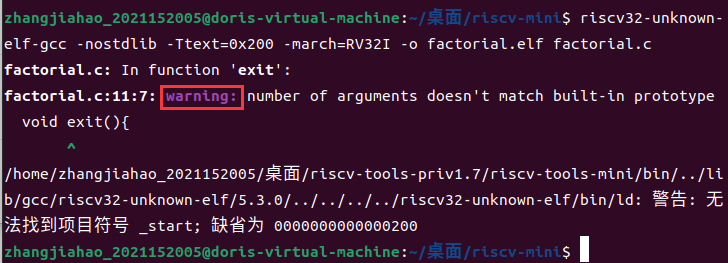 zhangjiahao_2021152005@doris-virtual-machine:~/桌面/riscv-mini$ riscv32-unknown-
elf-gcc -nostdlib -Ttext=0x200 -march=RV32I -o factorial.elf factorial.c
factorial.c: In function 'exit':
factorial.c:11:7: warning: number of arguments doesn't match built-in prototype
  void exit(){
       ^
/home/zhangjiahao_2021152005/桌面/riscv-tools-priv1.7/riscv-tools-mini/bin/../li
b/gcc/riscv32-unknown-elf/5.3.0/../../../../riscv32-unknown-elf/bin/ld: 警告: 无
法找到项目符号 _start; 缺省为 0000000000000200
zhangjiahao_2021152005@doris-virtual-machine:~/桌面/riscv-mini$